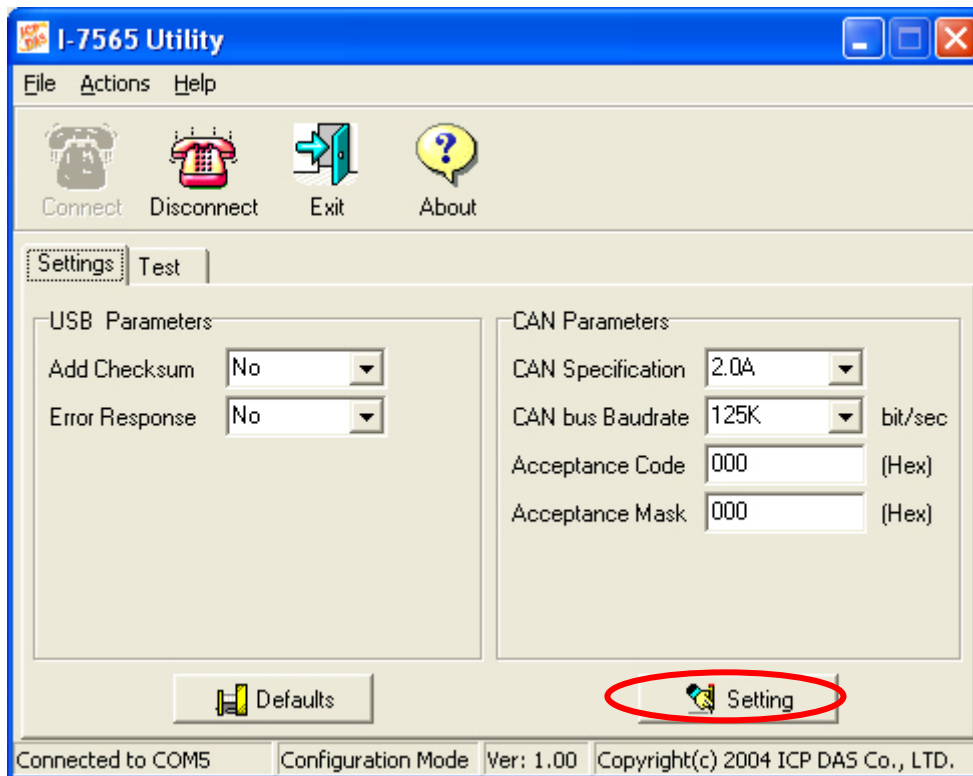 I-7565 Utility
File Actions Help
Connect Disconnect Exit About
Settings Test
USB Parameters
Add Checksum No
Error Response No
CAN Parameters
CAN Specification 2.0A
CAN bus Baudrate 125K bit/sec
Acceptance Code 000 (Hex)
Acceptance Mask 000 (Hex)
Defaults
Setting
Connected to COM5 Configuration Mode Ver: 1.00 Copyright(c) 2004 ICP DAS Co., LTD.